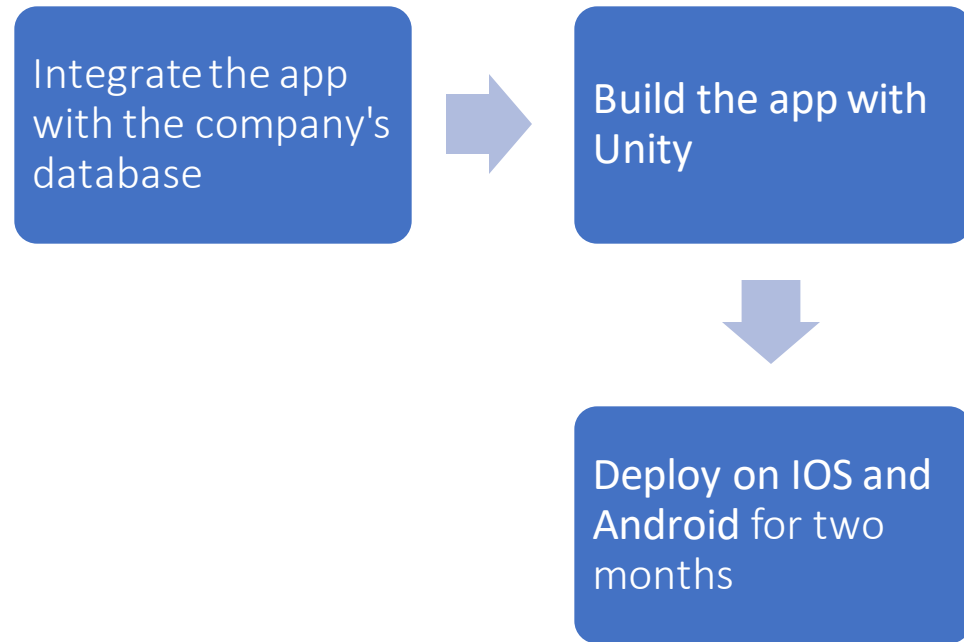 Integrate the app
with the company's
database
Build the app with
Unity
Deploy on IOS and
Android for two
months